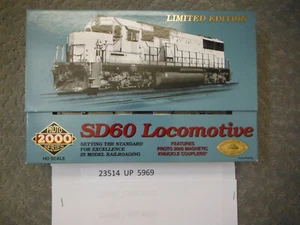 LIMITED EDITION
PROTO
2000
SERIES
HO SCALE
SD60 Locomotive
SETTING THE STANDARD
FOR EXCELLENCE
IN MODEL RAILROADING
FEATURES
PROTO 2000 MAGNETIC
KNUCKLE COUPLERS
23514 UP 5969